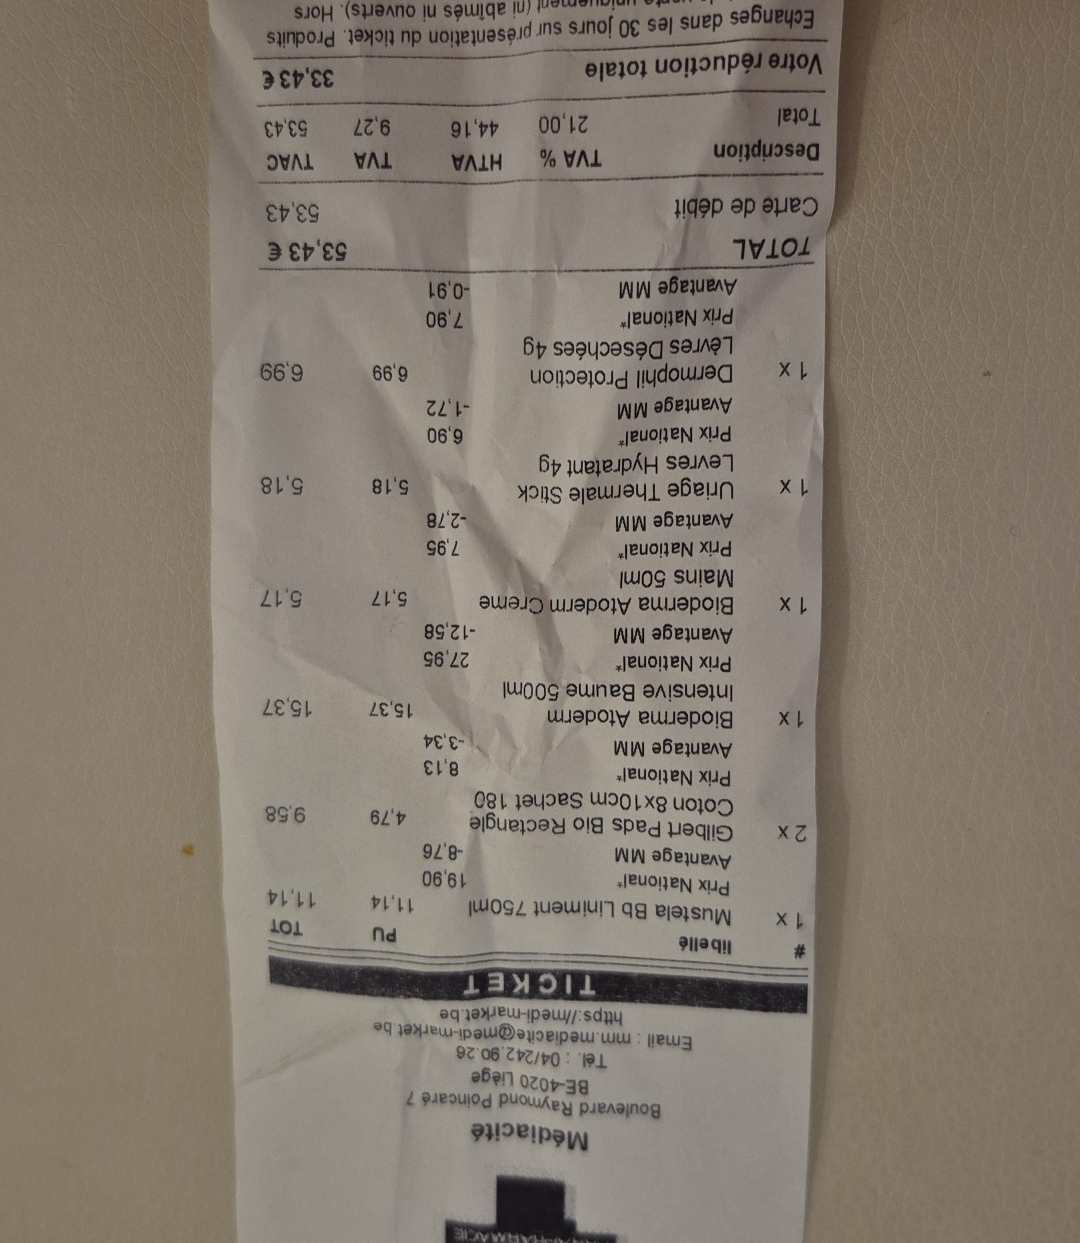 PHARMACIE
Médiacité
Boulevard Raymond Poincaré 7
BE-4020 Liège
Tél. : 04/242.90.26
Email : mm.mediacite@medi-market.be
https://medi-market.be
TICKET
# libellé PU TOT
1 x Mustela Bb Liniment 750ml 11,14 11,14
Prix National* 19,90
Avantage MM -8,76
2 x Gilbert Pads Bio Rectangle 4,79 9,58
Coton 8x10cm Sachet 180
Prix National* 8,13
Avantage MM -3,34
1 x Bioderma Atoderm 15,37 15,37
Intensive Baume 500ml
Prix National* 27,95
Avantage MM -12,58
1 x Bioderma Atoderm Creme 5,17 5,17
Mains 50ml
Prix National* 7,95
Avantage MM -2,78
1 x Uriage Thermale Stick 5,18 5,18
Levres Hydratant 4g
Prix National* 6,90
Avantage MM -1,72
1 x Dermophil Protection 6,99 6,99
Lèvres Désechées 4g
Prix National* 7,90
Avantage MM -0,91
TOTAL 53,43 €
Carte de débit 53,43
Description TVA % HTVA TVA TVAC
Total 21,00 44,16 9,27 53,43
Votre réduction totale 33,43 €
Echanges dans les 30 jours sur présentation du ticket. Produits
uniquement (ni abîmés ni ouverts). Hors